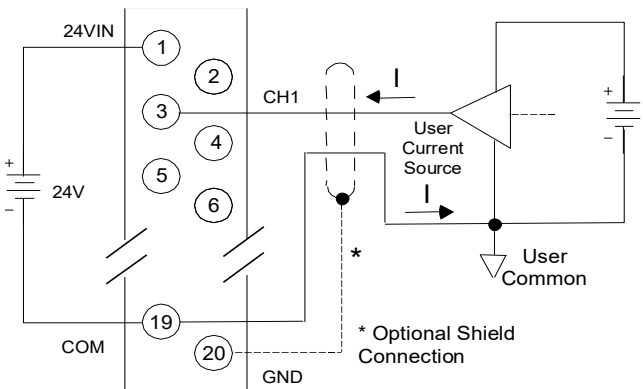 24VIN
1
2
3
CH1
I
User
Current
Source
+
–
4
5
6
+
24V
–
I
*
User
Common
19
COM
20
GND
* Optional Shield
Connection